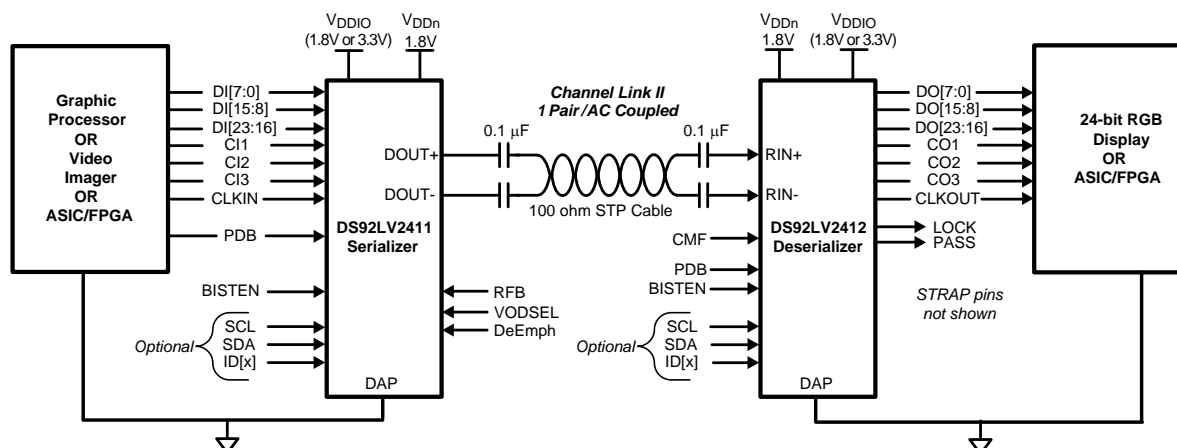 VDDIO
(1.8V or 3.3V)
VDDn
1.8V
VDDn
1.8V
VDDIO
(1.8V or 3.3V)
Graphic
Processor
OR
Video
Imager
OR
ASIC/FPGA
DI[7:0]
DI[15:8]
DI[23:16]
CI1
CI2
CI3
CLKIN
PDB
BISTEN
Optional
SCL
SDA
ID[x]
DOUT+
DOUT-
DS92LV2411
Serializer
DAP
RFB
VODSEL
DeEmph
Channel Link II
1 Pair /AC Coupled
0.1 μF
0.1 μF
100 ohm STP Cable
RIN+
RIN-
DS92LV2412
Deserializer
DAP
CMF
PDB
BISTEN
Optional
SCL
SDA
ID[x]
DO[7:0]
DO[15:8]
DO[23:16]
CO1
CO2
CO3
CLKOUT
LOCK
PASS
STRAP pins
not shown
24-bit RGB
Display
OR
ASIC/FPGA